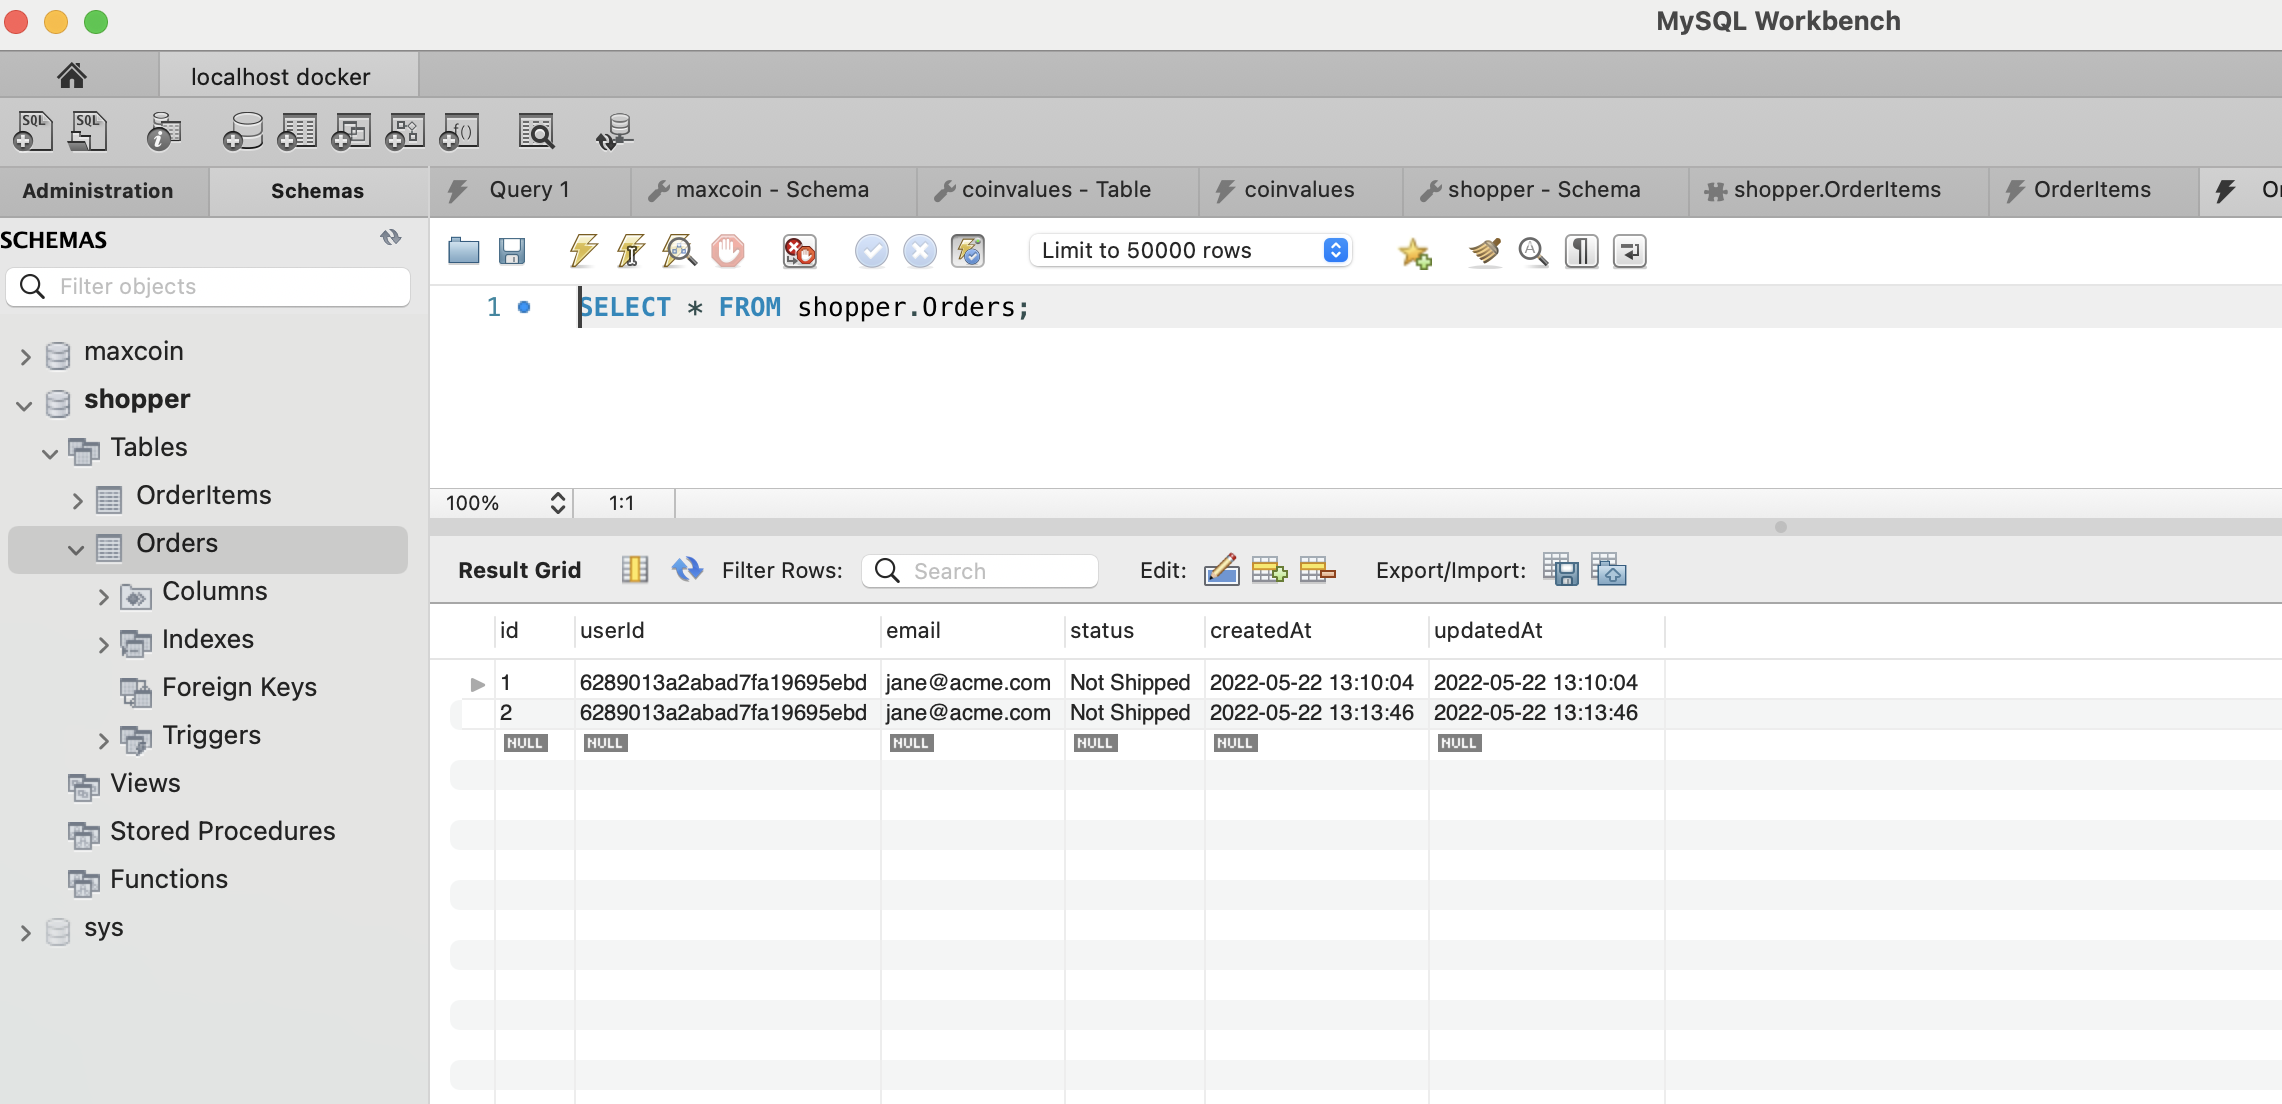 MySQL Workbench
localhost docker
SQL SQL i f()
Administration Schemas Query 1 maxcoin - Schema coinvalues - Table coinvalues shopper - Schema shopper.OrderItems OrderItems
SCHEMAS
Limit to 50000 rows
Filter objects
1 SELECT * FROM shopper.Orders;
maxcoin
shopper
Tables
OrderItems
100% 1:1
Orders
Result Grid Filter Rows: Search Edit: Export/Import:
Columns
id userId email status createdAt updatedAt
Indexes
1 6289013a2abad7fa19695ebd jane@acme.com Not Shipped 2022-05-22 13:10:04 2022-05-22 13:10:04
Foreign Keys
2 6289013a2abad7fa19695ebd jane@acme.com Not Shipped 2022-05-22 13:13:46 2022-05-22 13:13:46
Triggers
NULL NULL NULL NULL NULL NULL
Views
Stored Procedures
Functions
sys